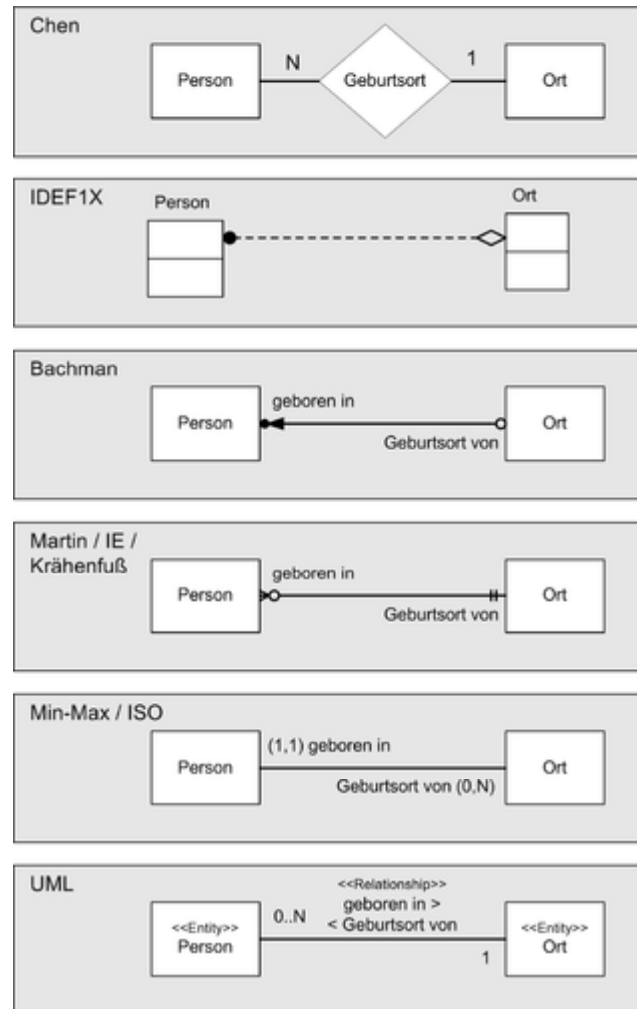 Chen
Person
N
Geburtsort
1
Ort
IDEF1X
Person
Ort
Bachman
Person
geboren in
Geburtsort von
Ort
Martin / IE /
Krähenfuß
Person
geboren in
Geburtsort von
Ort
Min-Max / ISO
Person
(1,1) geboren in
Geburtsort von (0,N)
Ort
UML
<<Entity>>
Person
0..N
<<Relationship>>
geboren in >
< Geburtsort von
1
<<Entity>>
Ort